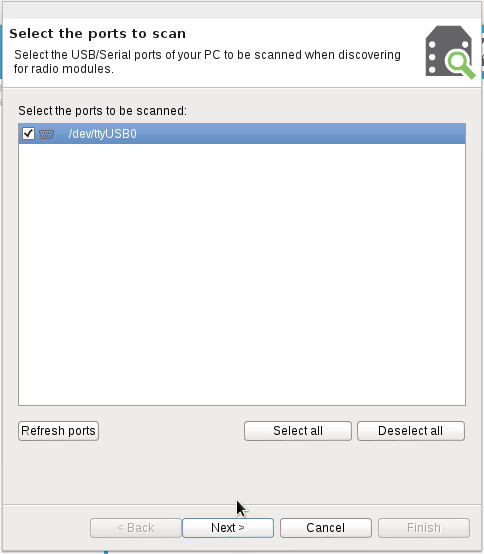 Select the ports to scan
Select the USB/Serial ports of your PC to be scanned when discovering
for radio modules.
Select the ports to be scanned:
/dev/ttyUSB0
Refresh ports
Select all
Deselect all
< Back
Next >
Cancel
Finish